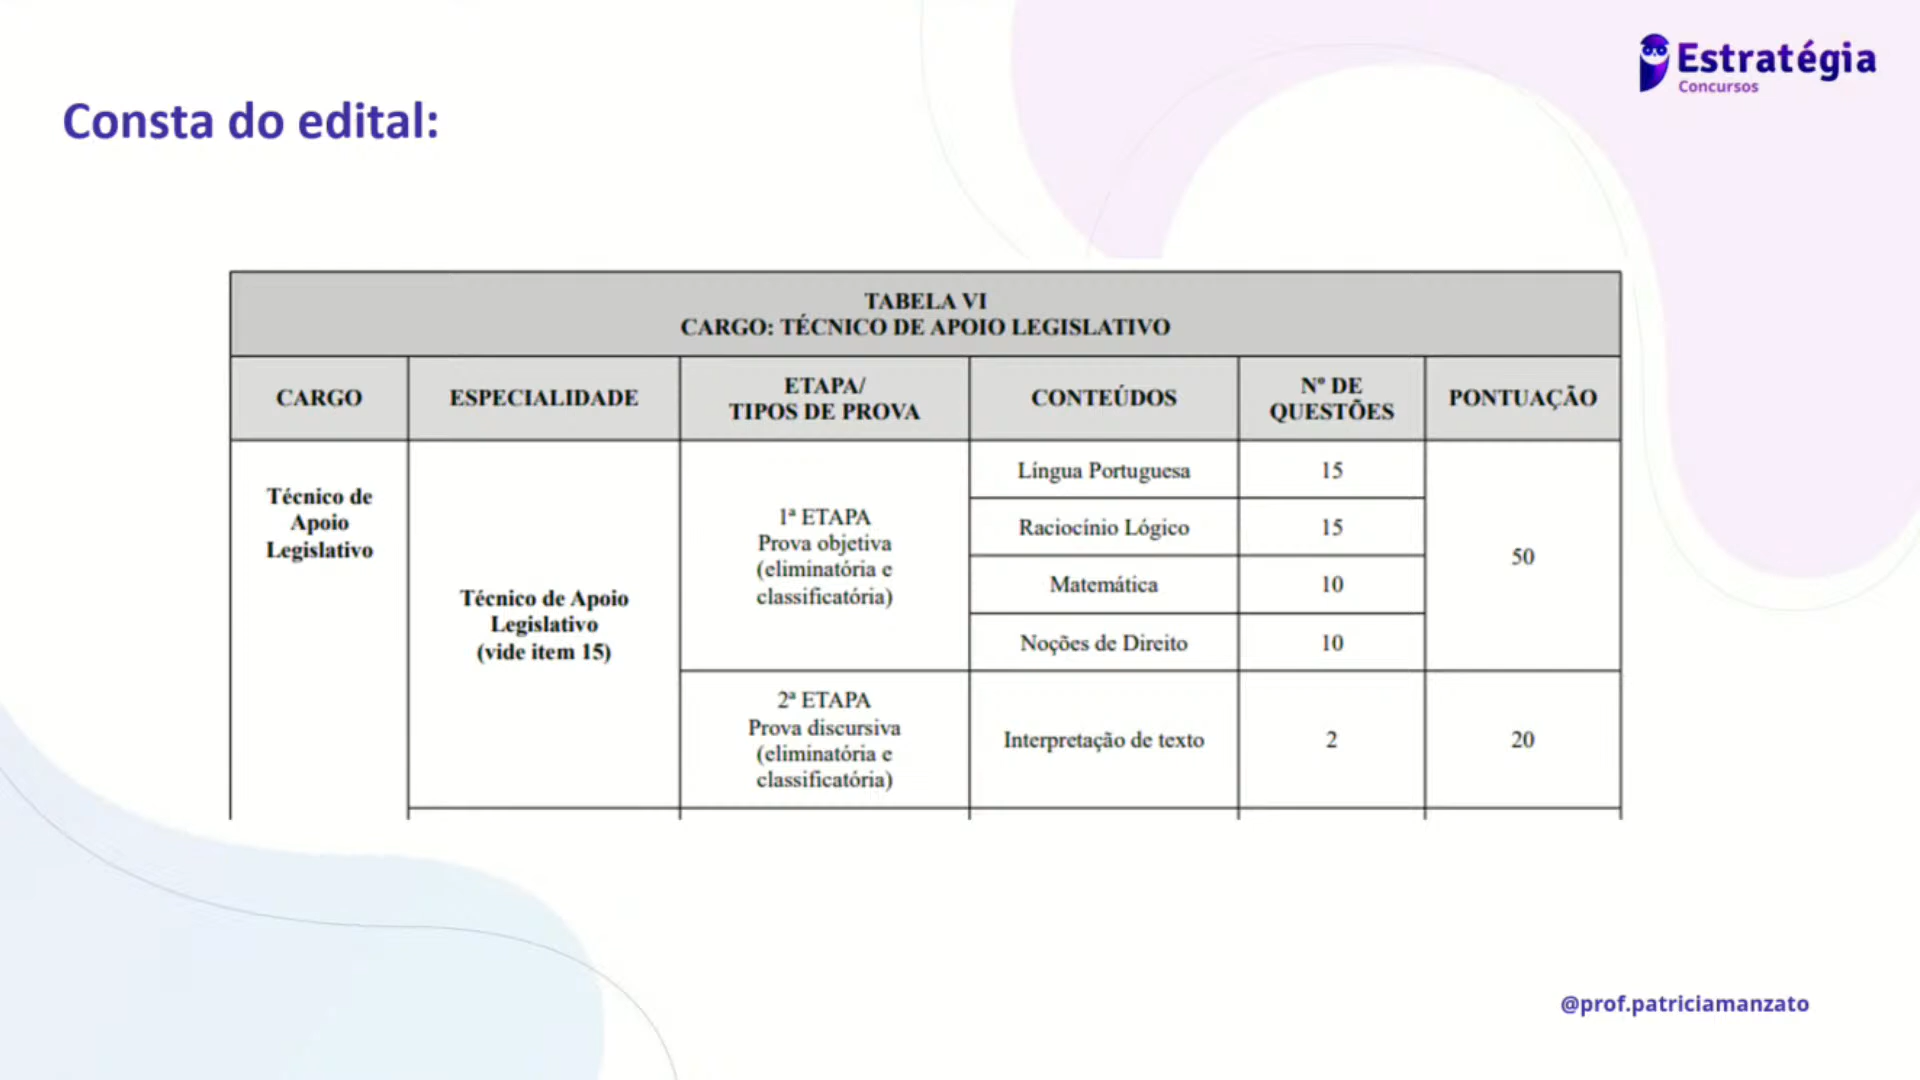 Estratégia
Concursos
Consta do edital:
TABELA VI
CARGO: TÉCNICO DE APOIO LEGISLATIVO
CARGO
ESPECIALIDADE
ETAPA/
TIPOS DE PROVA
CONTEÚDOS
Nº DE
QUESTÕES
PONTUAÇÃO
Técnico de
Apoio
Legislativo
Técnico de Apoio
Legislativo
(vide item 15)
1ª ETAPA
Prova objetiva
(eliminatória e
classificatória)
Língua Portuguesa
15
Raciocínio Lógico
15
Matemática
10
Noções de Direito
10
50
2ª ETAPA
Prova discursiva
(eliminatória e
classificatória)
Interpretação de texto
2
20
@prof.patriciamanzato